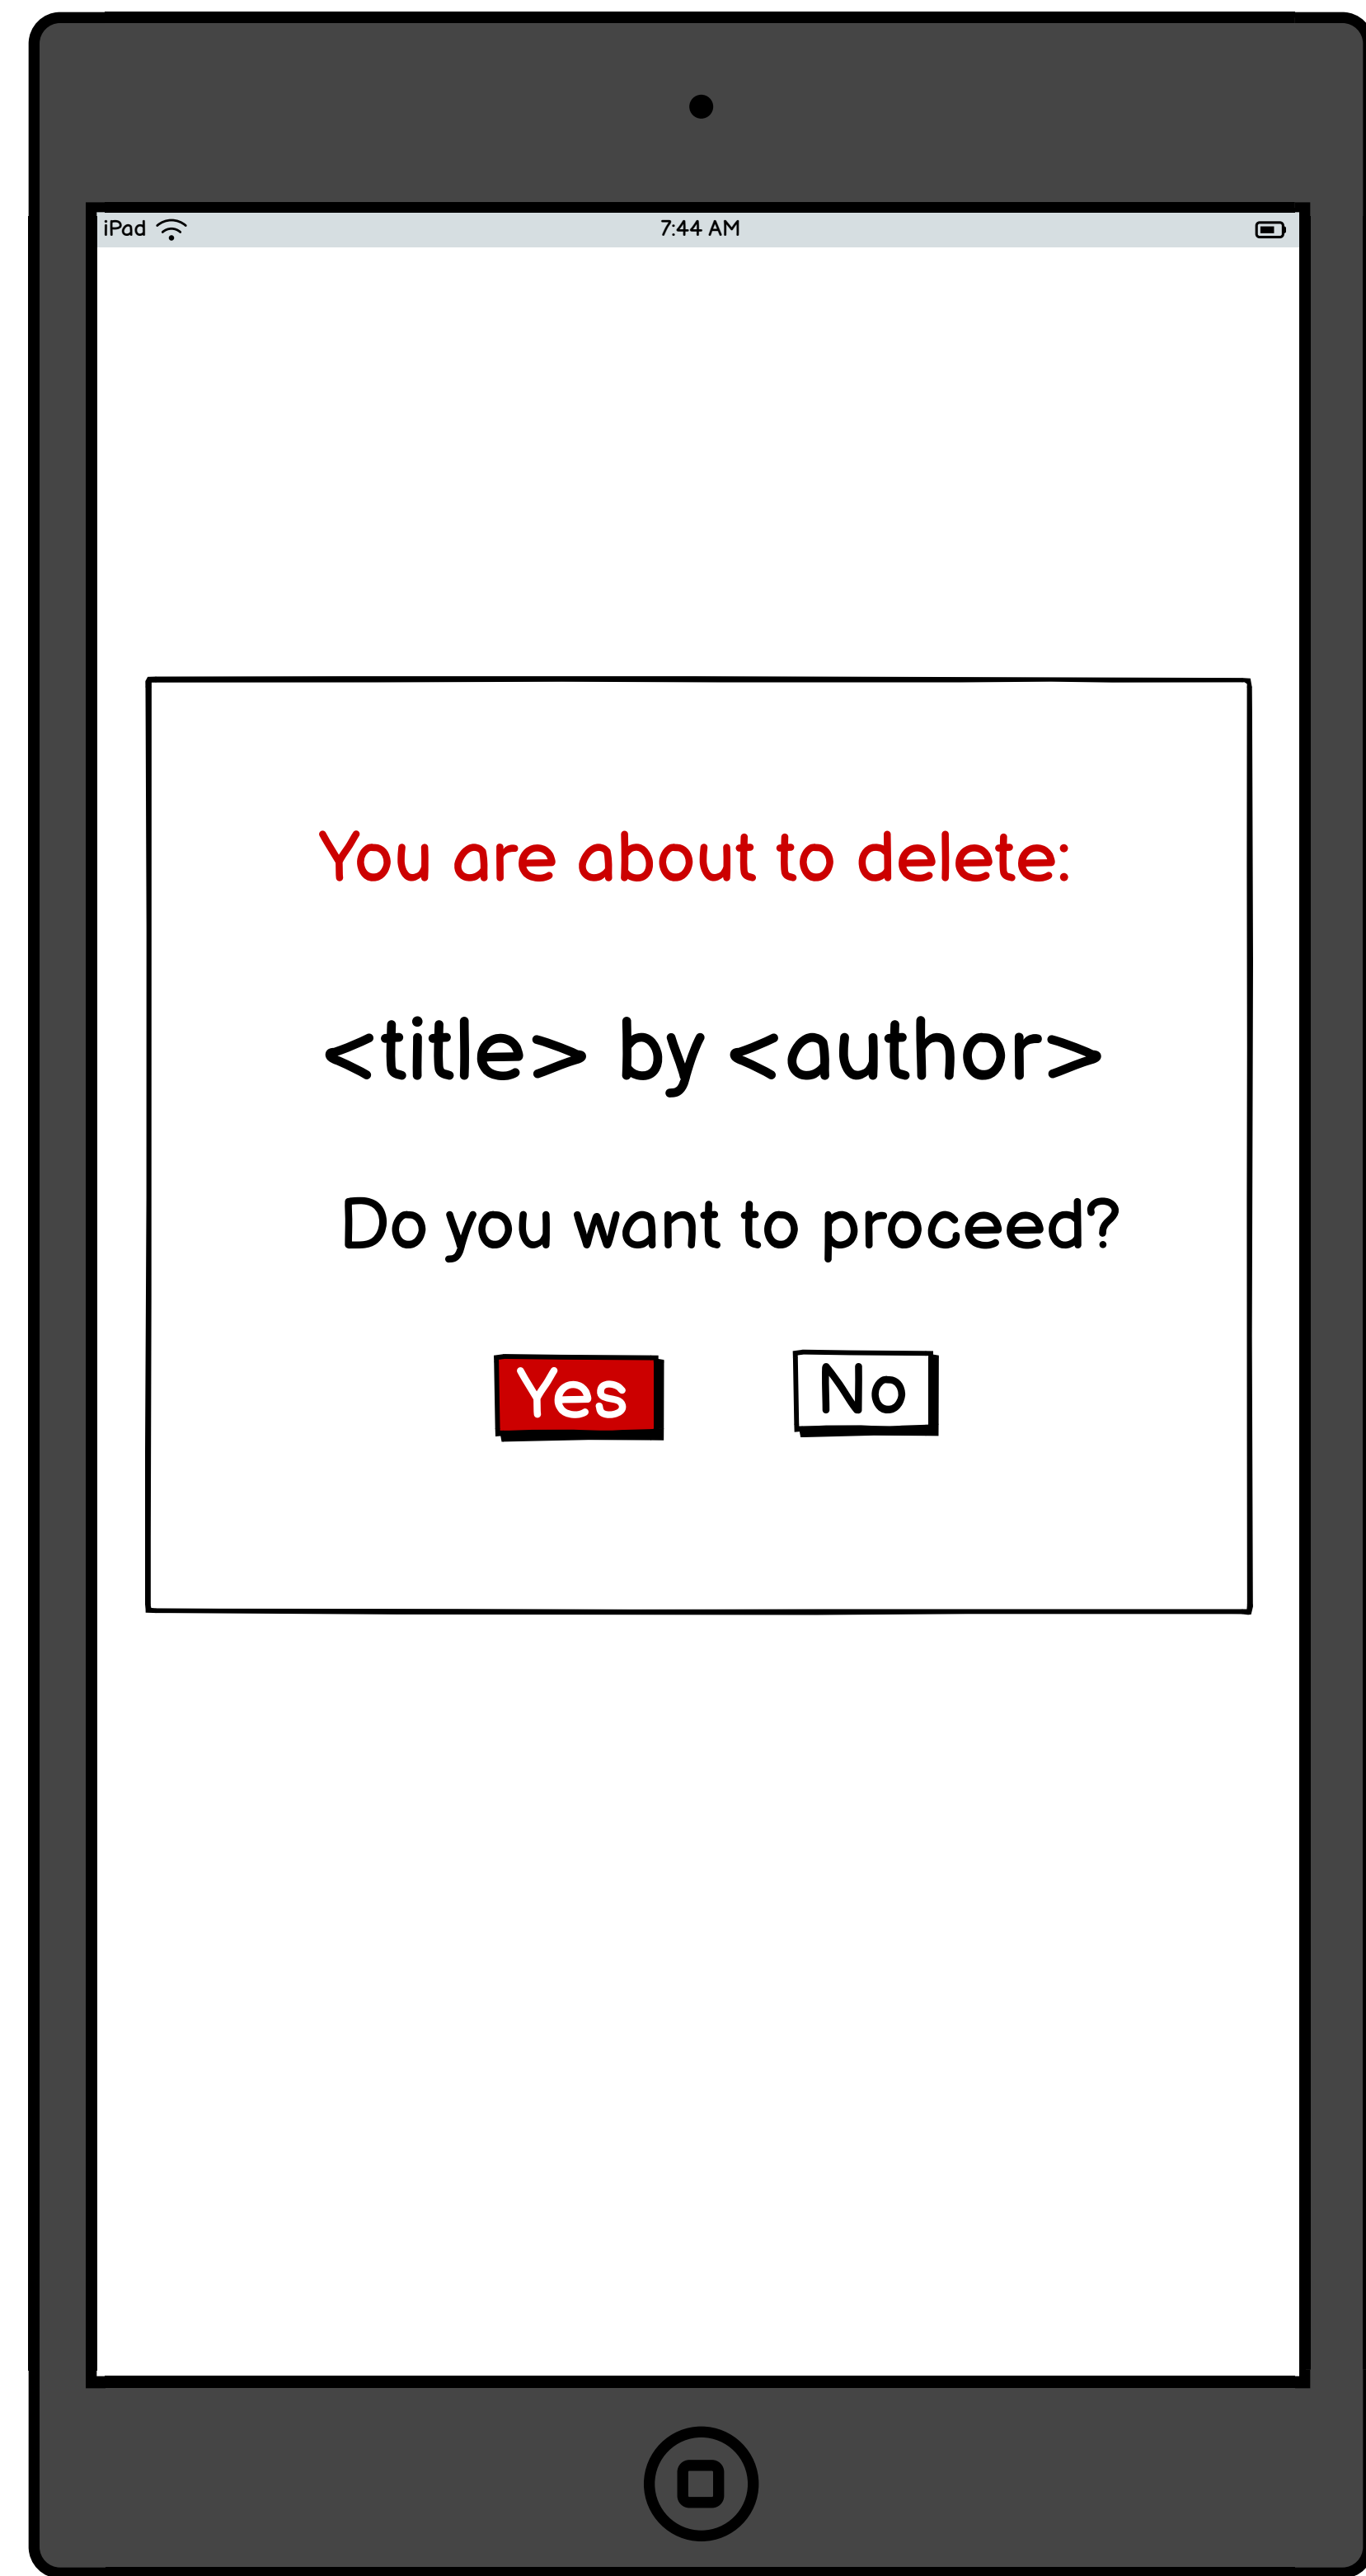 iPad 7:44 AM
You are about to delete:
<title> by <author>
Do you want to proceed?
Yes No